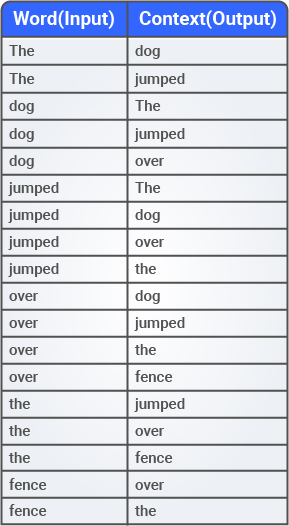 Word(Input) Context(Output)
The dog
The jumped
dog The
dog jumped
dog over
jumped The
jumped dog
jumped over
jumped the
over dog
over jumped
over the
over fence
the jumped
the over
the fence
fence over
fence the